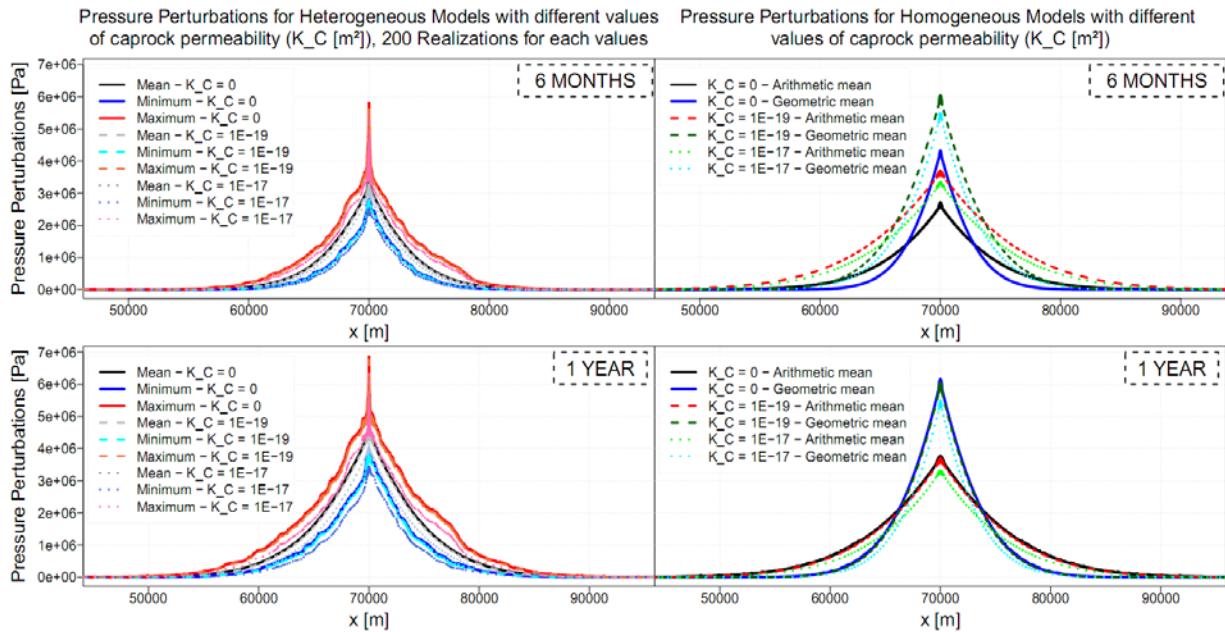 Pressure Perturbations for Heterogeneous Models with different values
of caprock permeability (K_C [m²]), 200 Realizations for each values
Pressure Perturbations for Homogeneous Models with different
values of caprock permeability (K_C [m²])
Pressure Perturbations [Pa]
7e+06
6e+06
5e+06
4e+06
3e+06
2e+06
1e+06
0e+00
Mean − K_C = 0
Minimum − K_C = 0
Maximum − K_C = 0
Mean − K_C = 1E−19
Minimum − K_C = 1E−19
Maximum − K_C = 1E−19
Mean − K_C = 1E−17
Minimum − K_C = 1E−17
Maximum − K_C = 1E−17
6 MONTHS
50000 60000 70000 80000 90000
x [m]
K_C = 0 − Arithmetic mean
K_C = 0 − Geometric mean
K_C = 1E−19 − Arithmetic mean
K_C = 1E−19 − Geometric mean
K_C = 1E−17 − Arithmetic mean
K_C = 1E−17 − Geometric mean
6 MONTHS
50000 60000 70000 80000 90000
x [m]
Pressure Perturbations [Pa]
7e+06
6e+06
5e+06
4e+06
3e+06
2e+06
1e+06
0e+00
Mean − K_C = 0
Minimum − K_C = 0
Maximum − K_C = 0
Mean − K_C = 1E−19
Minimum − K_C = 1E−19
Maximum − K_C = 1E−19
Mean − K_C = 1E−17
Minimum − K_C = 1E−17
Maximum − K_C = 1E−17
1 YEAR
50000 60000 70000 80000 90000
x [m]
K_C = 0 − Arithmetic mean
K_C = 0 − Geometric mean
K_C = 1E−19 − Arithmetic mean
K_C = 1E−19 − Geometric mean
K_C = 1E−17 − Arithmetic mean
K_C = 1E−17 − Geometric mean
1 YEAR
50000 60000 70000 80000 90000
x [m]